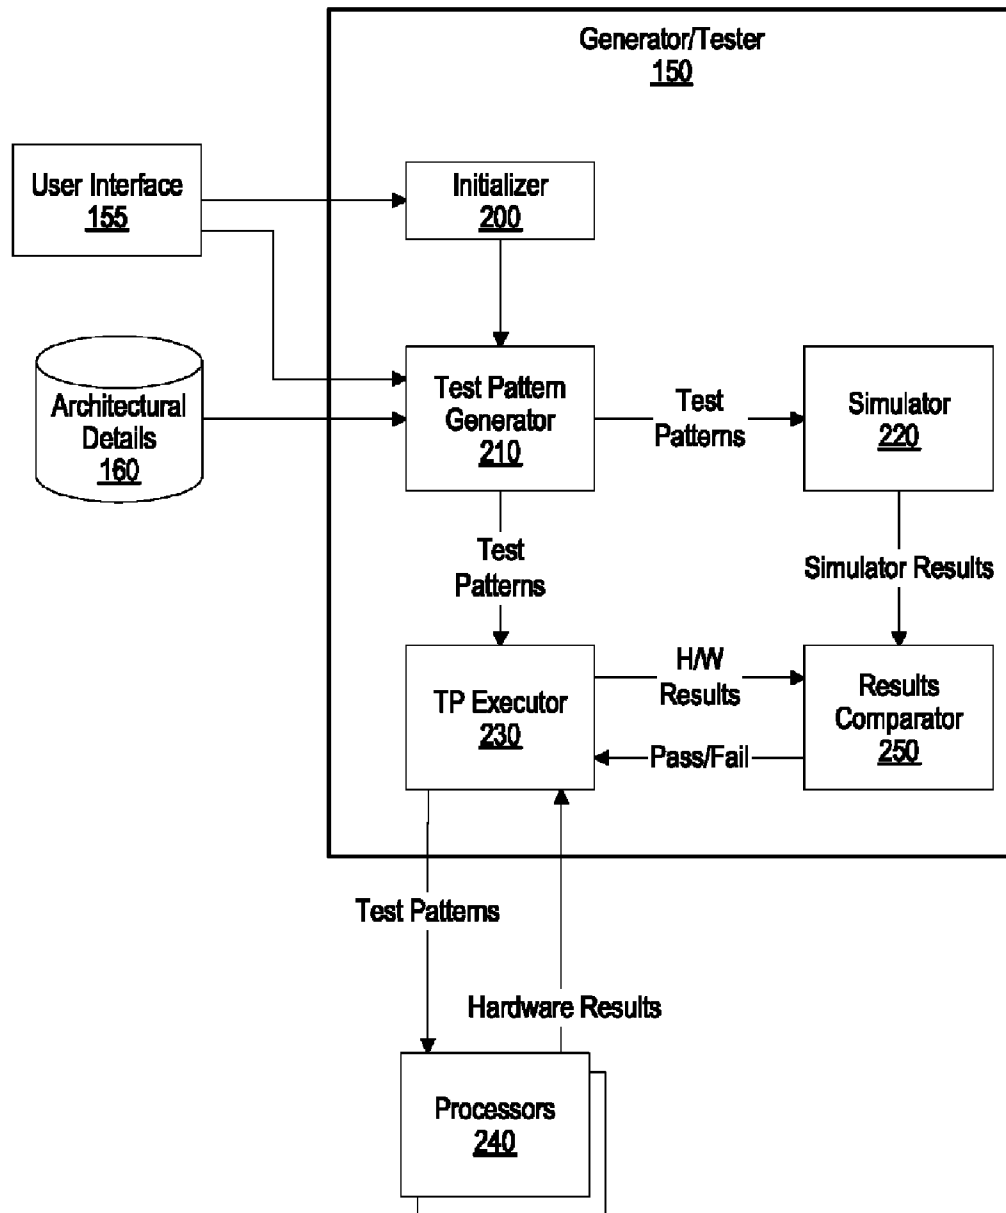 Generator/Tester
150
User Interface
155
Initializer
200
Architectural
Details
160
Test Pattern
Generator
210
Test
Patterns
Simulator
220
Test
Patterns
Simulator Results
TP Executor
230
H/W
Results
Pass/Fail
Results
Comparator
250
Test Patterns
Hardware Results
Processors
240